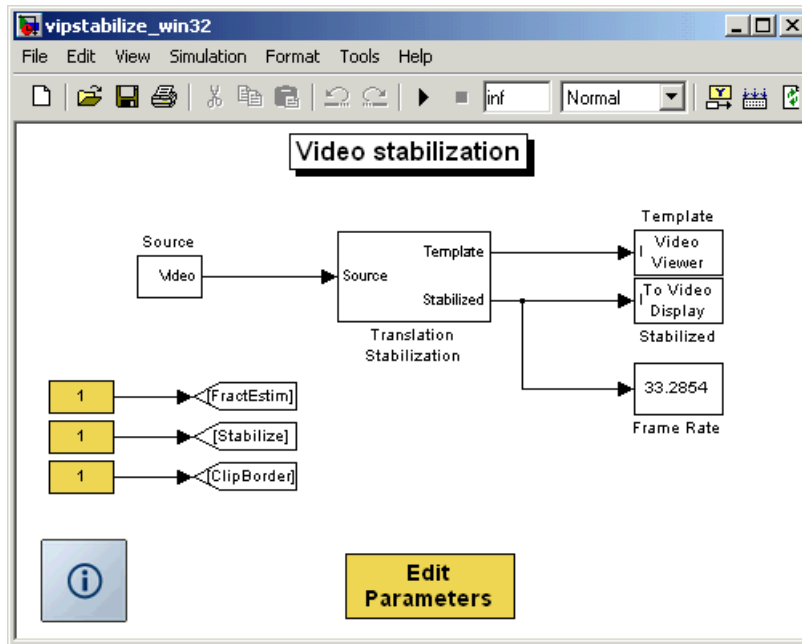 vipstabilize_win32
File Edit View Simulation Format Tools Help
inf Normal
Video stabilization
Source
Video
Source
Template
Stabilized
Translation
Stabilization
Template
I Video
Viewer
I To Video
Display
Stabilized
33.2854
Frame Rate
1 [FractEstim]
1 [Stabilize]
1 [ClipBorder]
i
Edit
Parameters